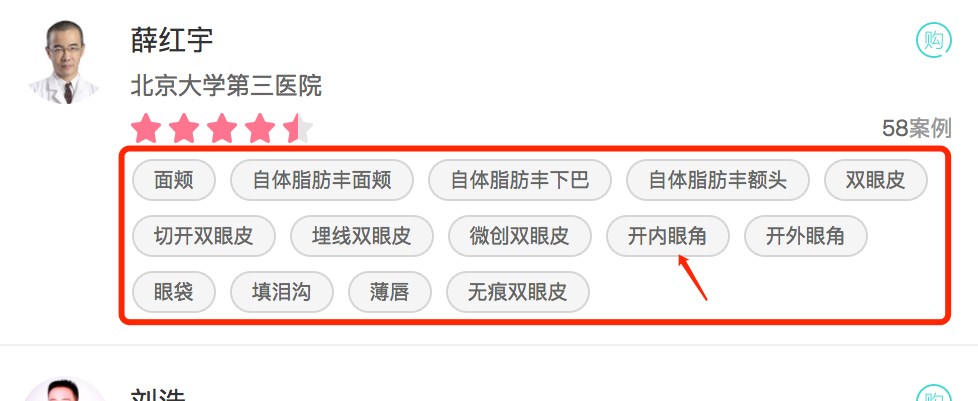 薛红宇
购
北京大学第三医院
58案例
面颊 自体脂肪丰面颊 自体脂肪丰下巴 自体脂肪丰额头 双眼皮
切开双眼皮 埋线双眼皮 微创双眼皮 开内眼角 开外眼角
眼袋 填泪沟 薄唇 无痕双眼皮
刘浩
购